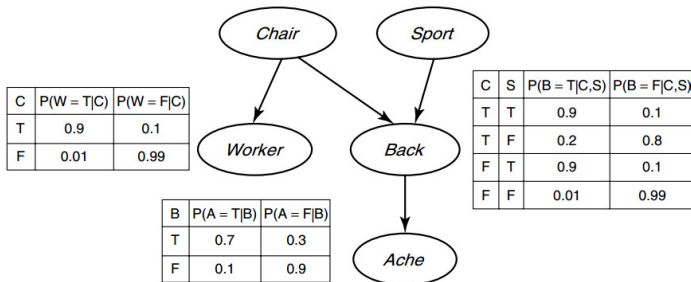 Chair
Sport
C P(W = T|C) P(W = F|C)
T 0.9 0.1
F 0.01 0.99
C S P(B = T|C,S) P(B = F|C,S)
T T 0.9 0.1
T F 0.2 0.8
F T 0.9 0.1
F F 0.01 0.99
Worker
Back
B P(A = T|B) P(A = F|B)
T 0.7 0.3
F 0.1 0.9
Ache